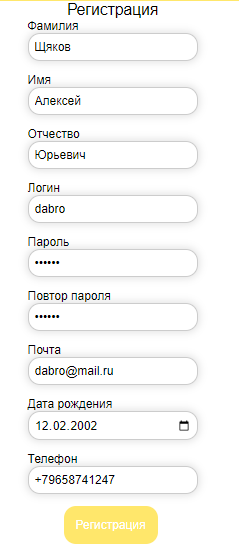 Регистрация
Фамилия
Щяков
Имя
Алексей
Отчество
Юрьевич
Логин
dabro
Пароль
••••••
Повтор пароля
••••••
Почта
dabro@mail.ru
Дата рождения
12.02.2002
Телефон
+79658741247
Регистрация